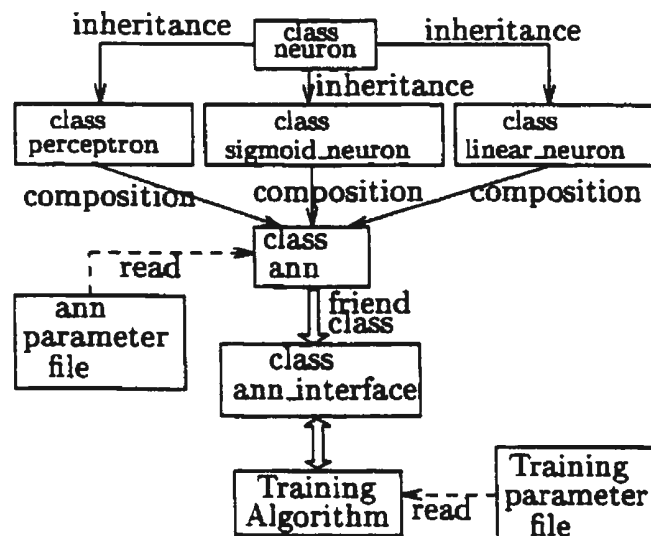 class
neuron
inheritance
inheritance
inheritance
class
perceptron
class
sigmoid_neuron
class
linear_neuron
composition
composition
composition
class
ann
read
ann
parameter
file
friend
class
class
ann_interface
Training
Algorithm
read
Training
parameter
file